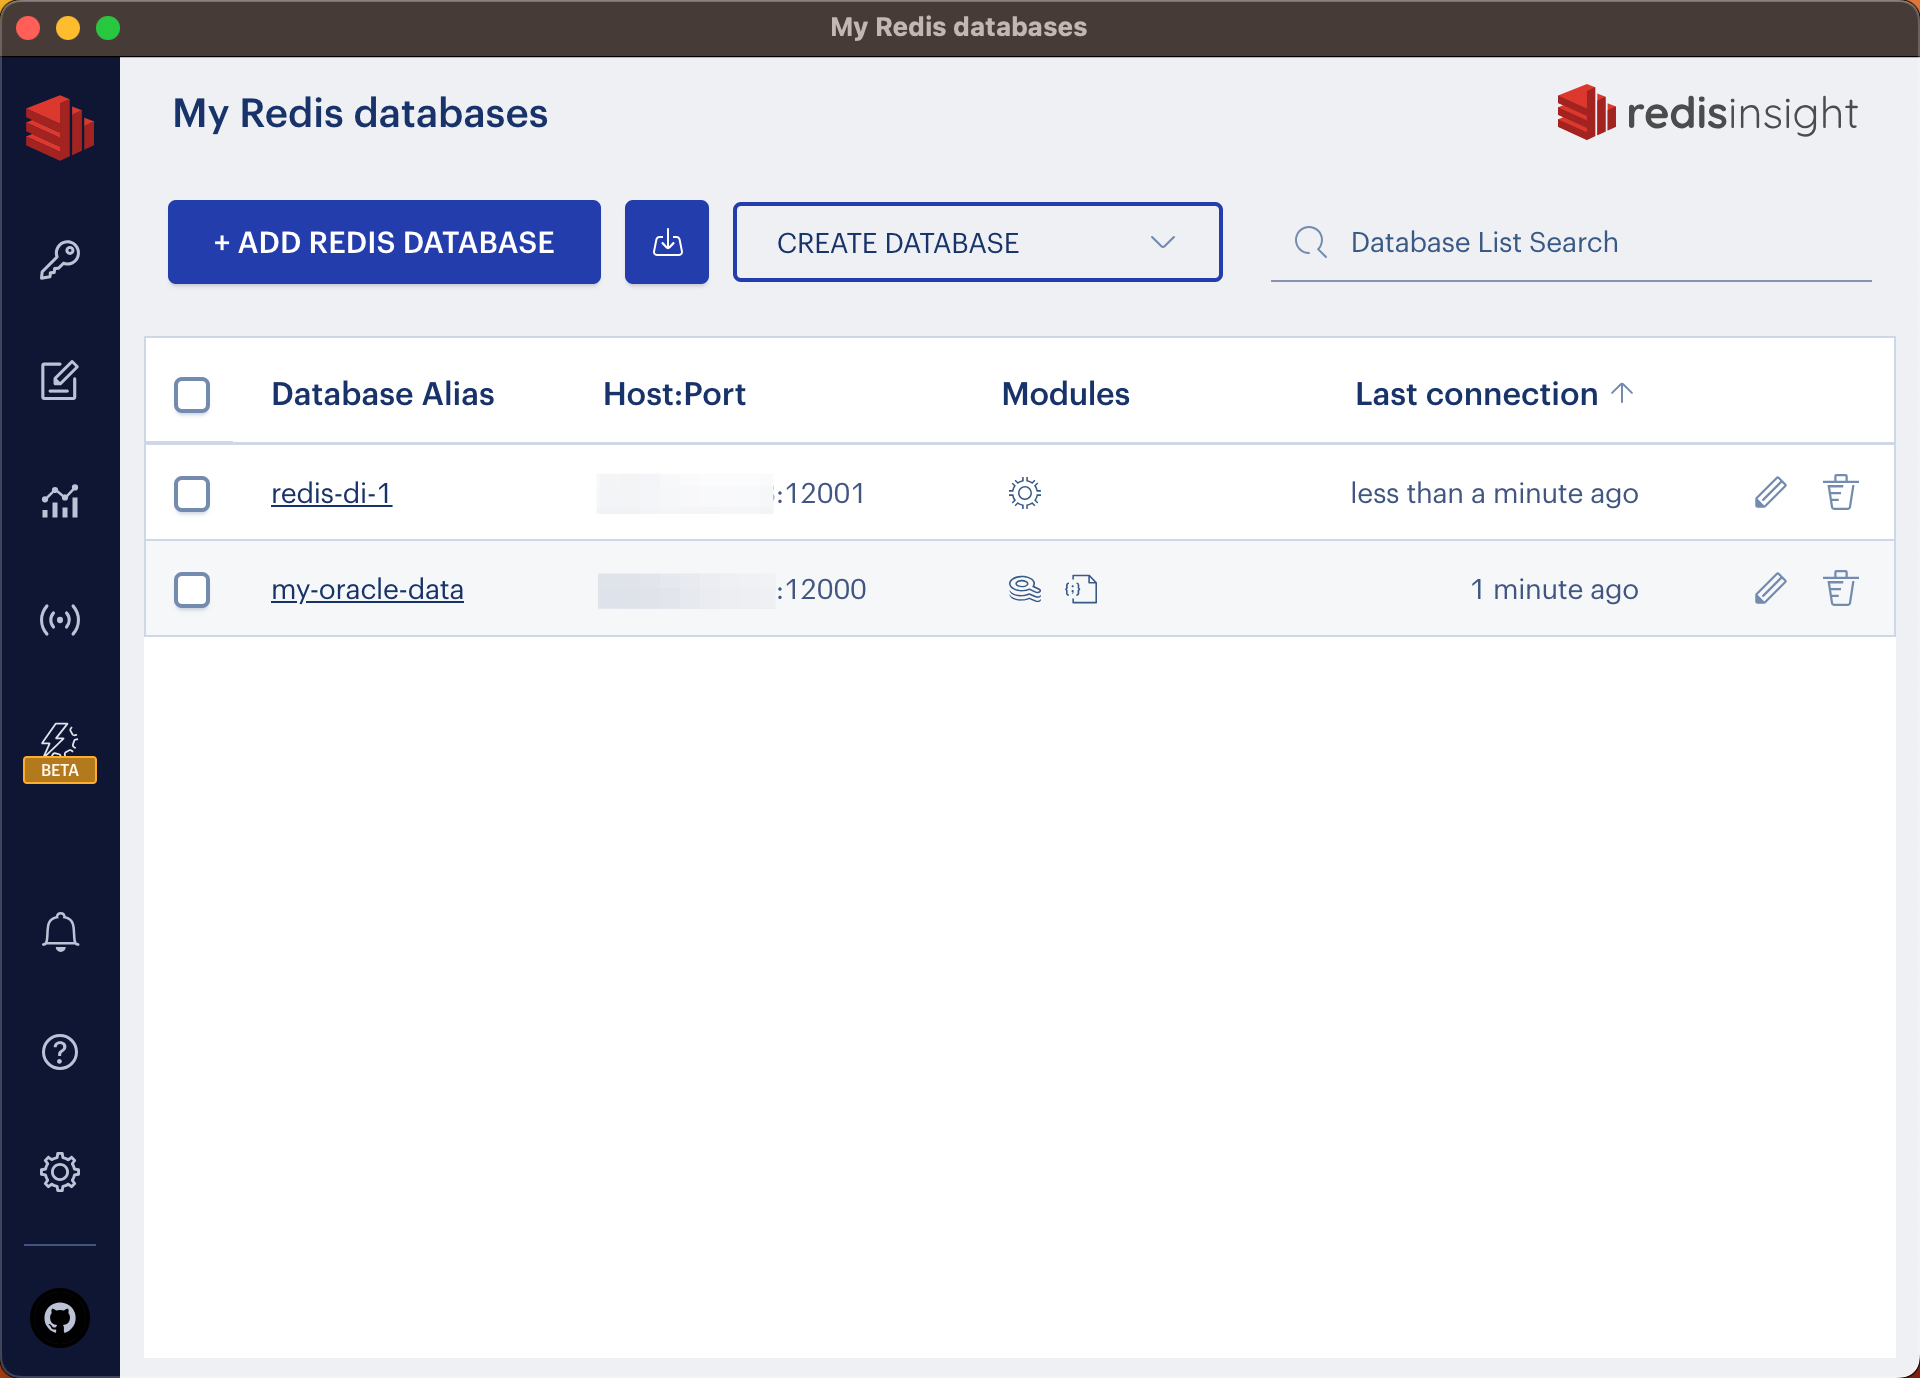 My Redis databases
My Redis databases
redisinsight
+ ADD REDIS DATABASE
CREATE DATABASE
Database List Search
Database Alias
Host:Port
Modules
Last connection
redis-di-1
:12001
less than a minute ago
my-oracle-data
:12000
1 minute ago
BETA